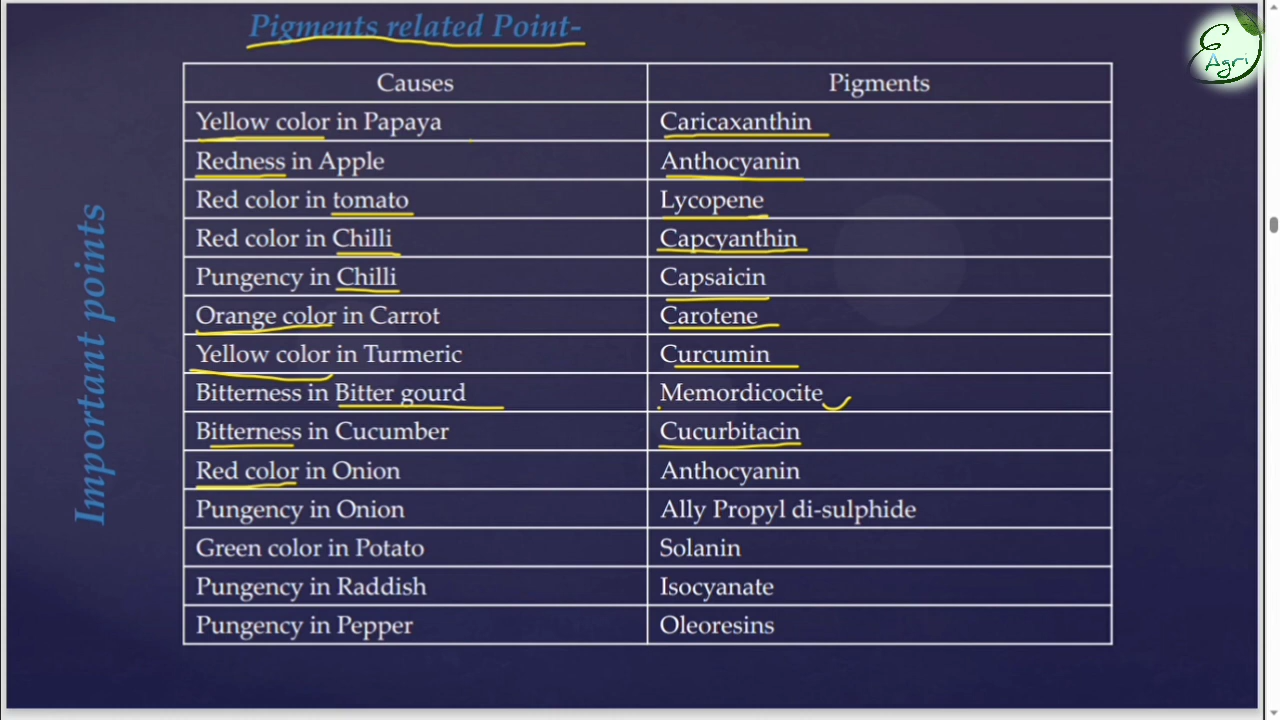 Pigments related Point-
E
Agri
Important points
Causes Pigments
Yellow color in Papaya Caricaxanthin
Redness in Apple Anthocyanin
Red color in tomato Lycopene
Red color in Chilli Capcyanthin
Pungency in Chilli Capsaicin
Orange color in Carrot Carotene
Yellow color in Turmeric Curcumin
Bitterness in Bitter gourd Memordicocite
Bitterness in Cucumber Cucurbitacin
Red color in Onion Anthocyanin
Pungency in Onion Ally Propyl di-sulphide
Green color in Potato Solanin
Pungency in Raddish Isocyanate
Pungency in Pepper Oleoresins